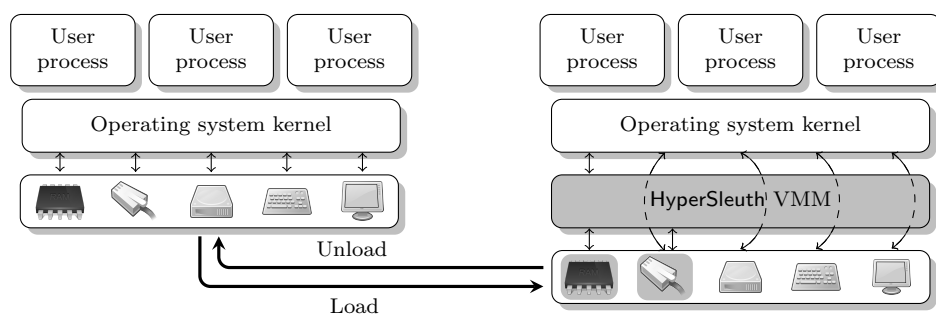 User
process
User
process
User
process
Operating system kernel
Unload
Load
User
process
User
process
User
process
Operating system kernel
HyperSleuth VMM